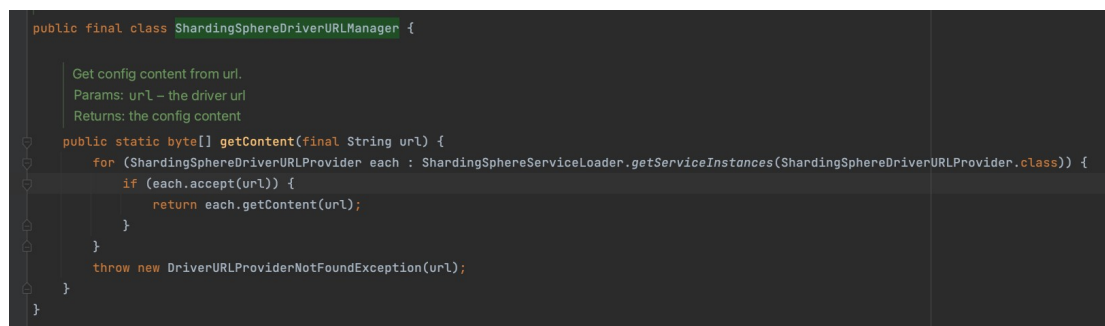 public final class ShardingSphereDriverURLManager {
Get config content from url.
Params: url – the driver url
Returns: the config content
public static byte[] getContent(final String url) {
for (ShardingSphereDriverURLProvider each : ShardingSphereServiceLoader.getServiceInstances(ShardingSphereDriverURLProvider.class)) {
if (each.accept(url)) {
return each.getContent(url);
}
}
throw new DriverURLProviderNotFoundException(url);
}
}